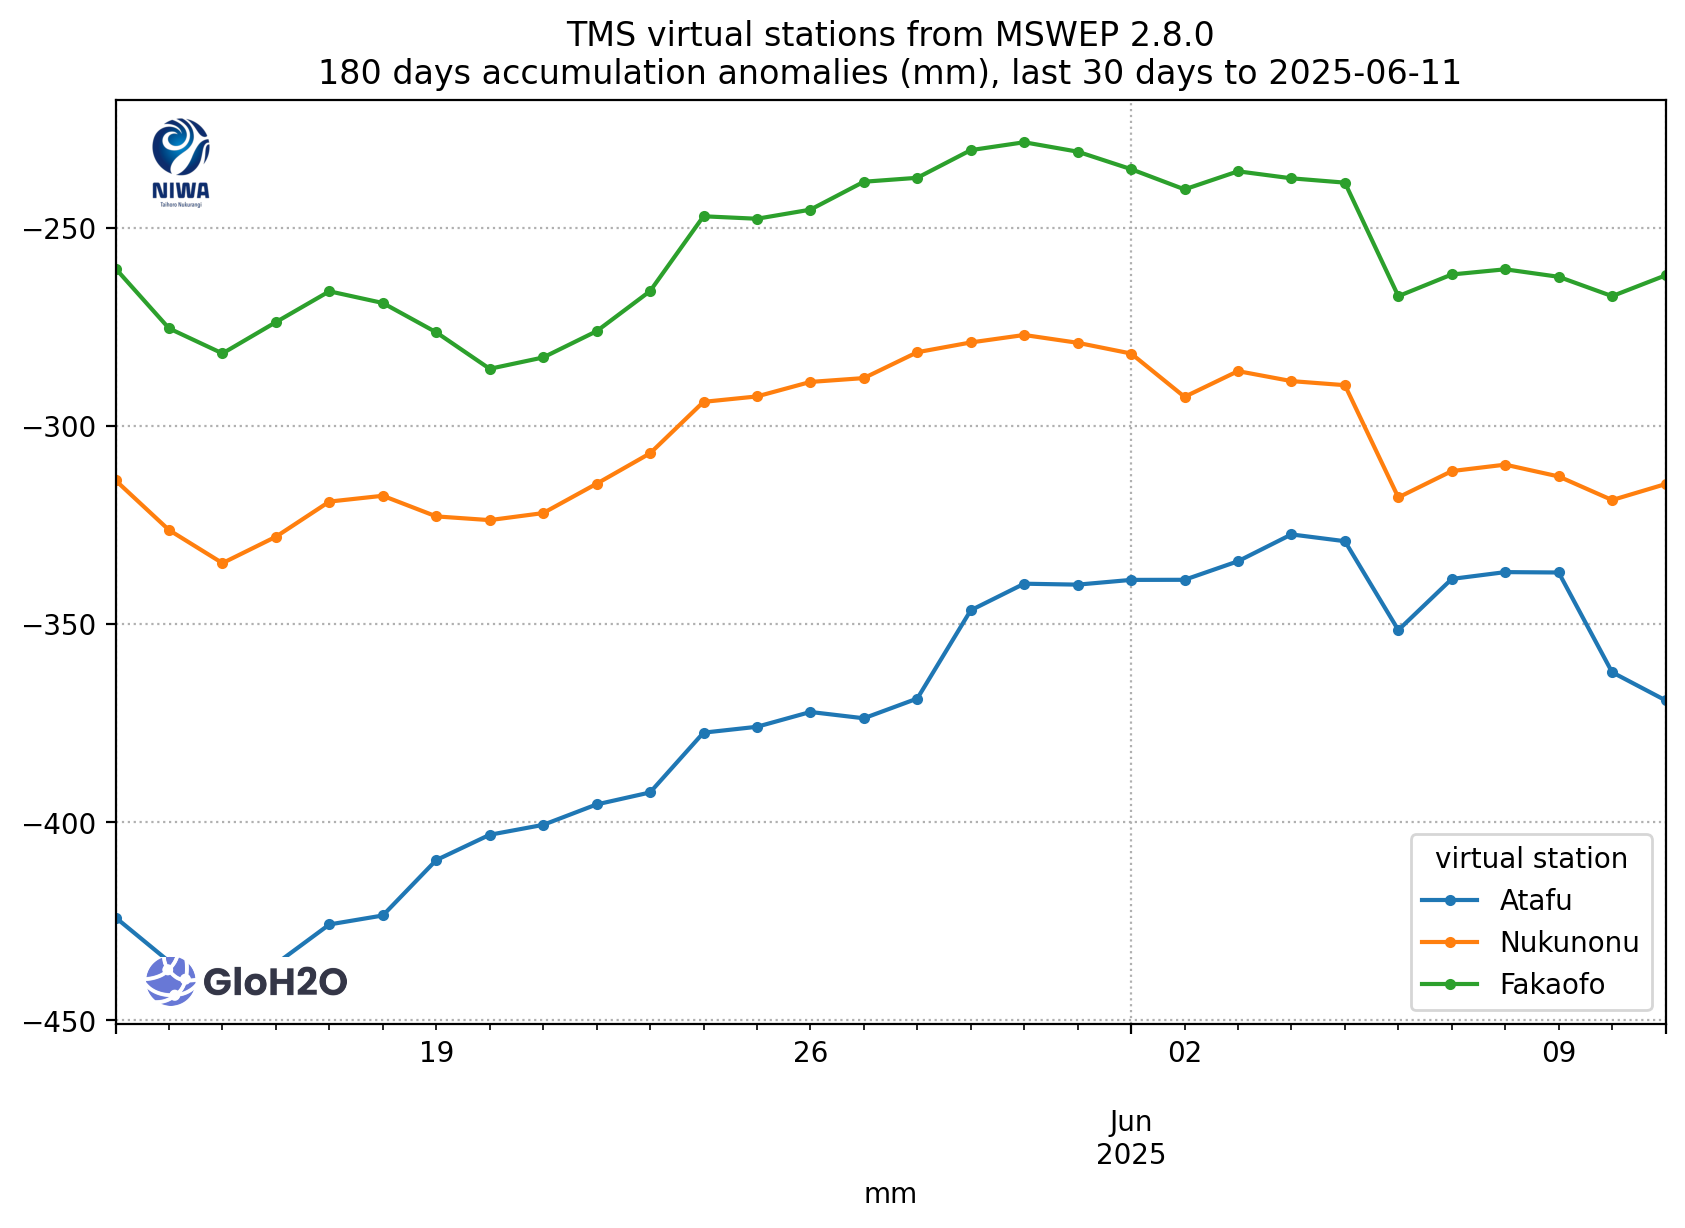 TMS virtual stations from MSWEP 2.8.0
180 days accumulation anomalies (mm), last 30 days to 2025-06-11
NIWA
Taihoro Nukurangi
−250
−300
−350
−400
−450
virtual station
Atafu
Nukunonu
Fakaofo
GloH2O
19
26
02
09
Jun
2025
mm